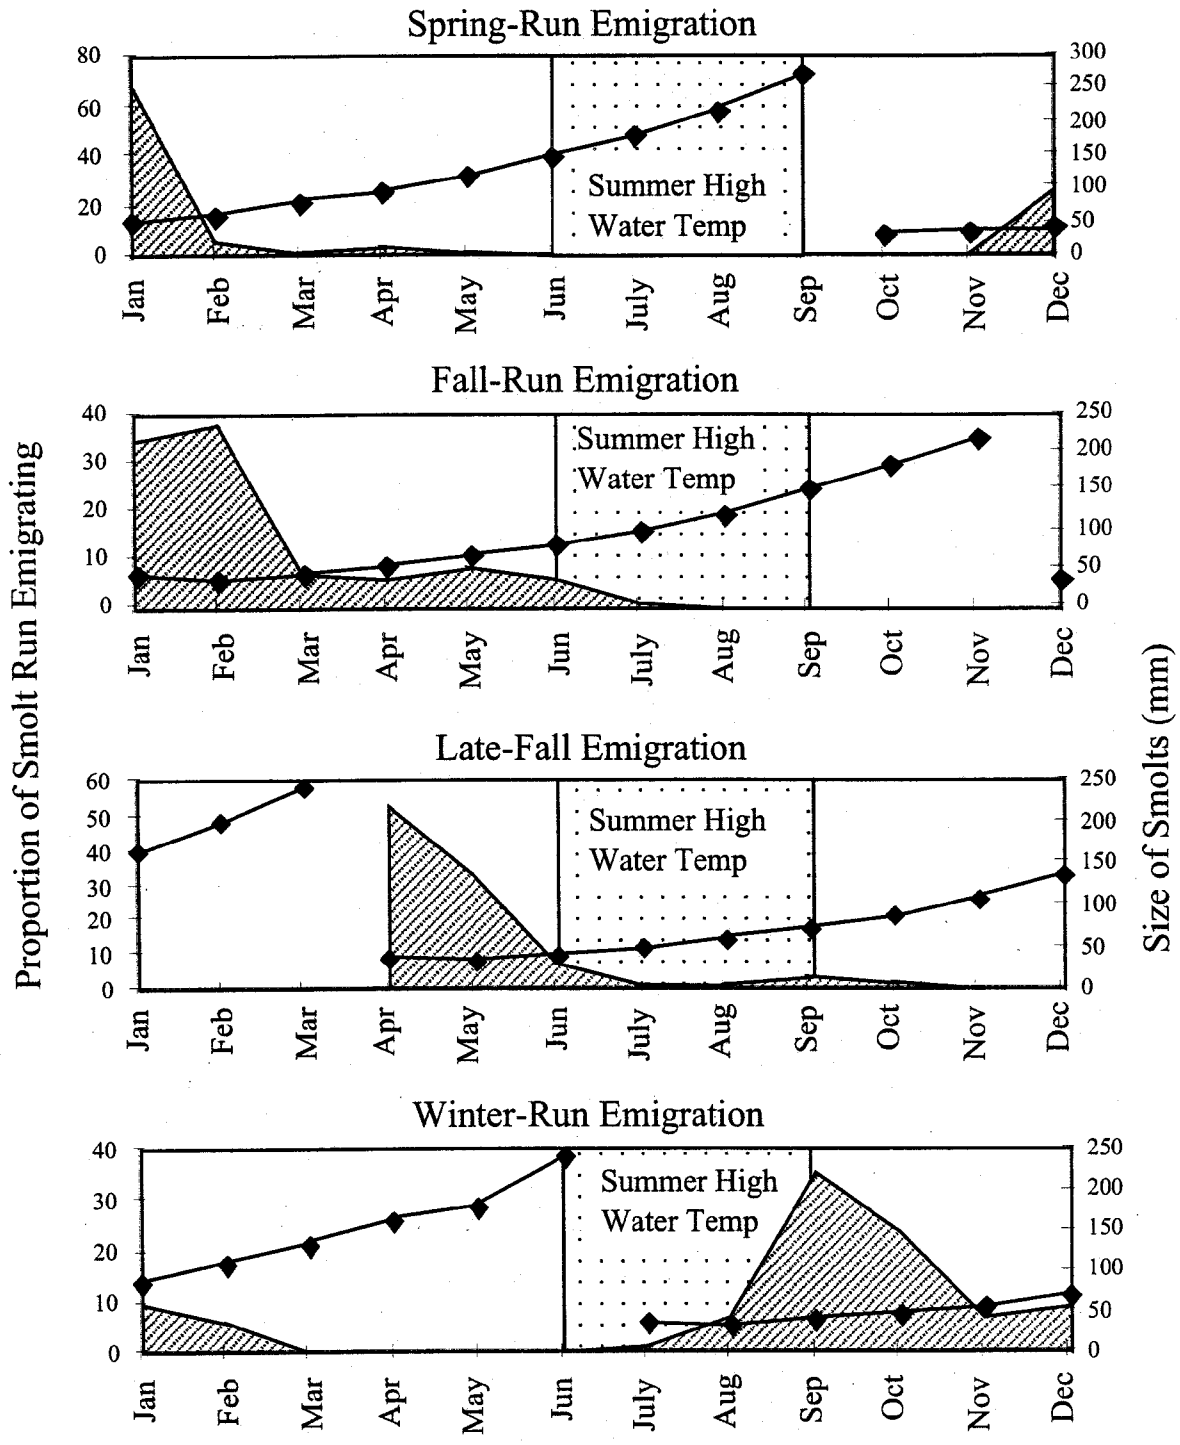 Spring-Run Emigration
80
60
40
20
0
300
250
200
150
100
50
0
Summer High
Water Temp
Jan
Feb
Mar
Apr
May
Jun
July
Aug
Sep
Oct
Nov
Dec
Fall-Run Emigration
40
30
20
10
0
250
200
150
100
50
0
Summer High
Water Temp
Jan
Feb
Mar
Apr
May
Jun
July
Aug
Sep
Oct
Nov
Dec
Proportion of Smolt Run Emigrating
Size of Smolts (mm)
Late-Fall Emigration
60
50
40
30
20
10
0
250
200
150
100
50
0
Summer High
Water Temp
Jan
Feb
Mar
Apr
May
Jun
July
Aug
Sep
Oct
Nov
Dec
Winter-Run Emigration
40
30
20
10
0
250
200
150
100
50
0
Summer High
Water Temp
Jan
Feb
Mar
Apr
May
Jun
July
Aug
Sep
Oct
Nov
Dec